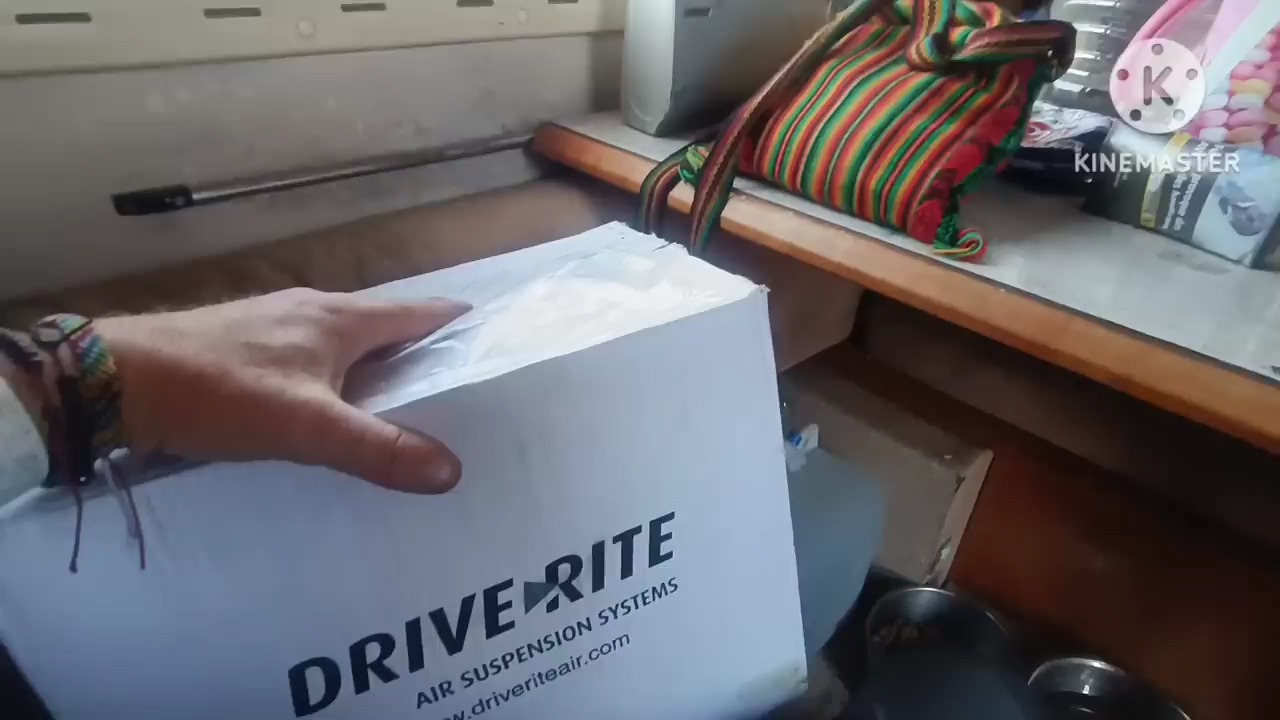 K
KINEMASTER
DRIVE RITE
AIR SUSPENSION SYSTEMS
w.driveriteair.com